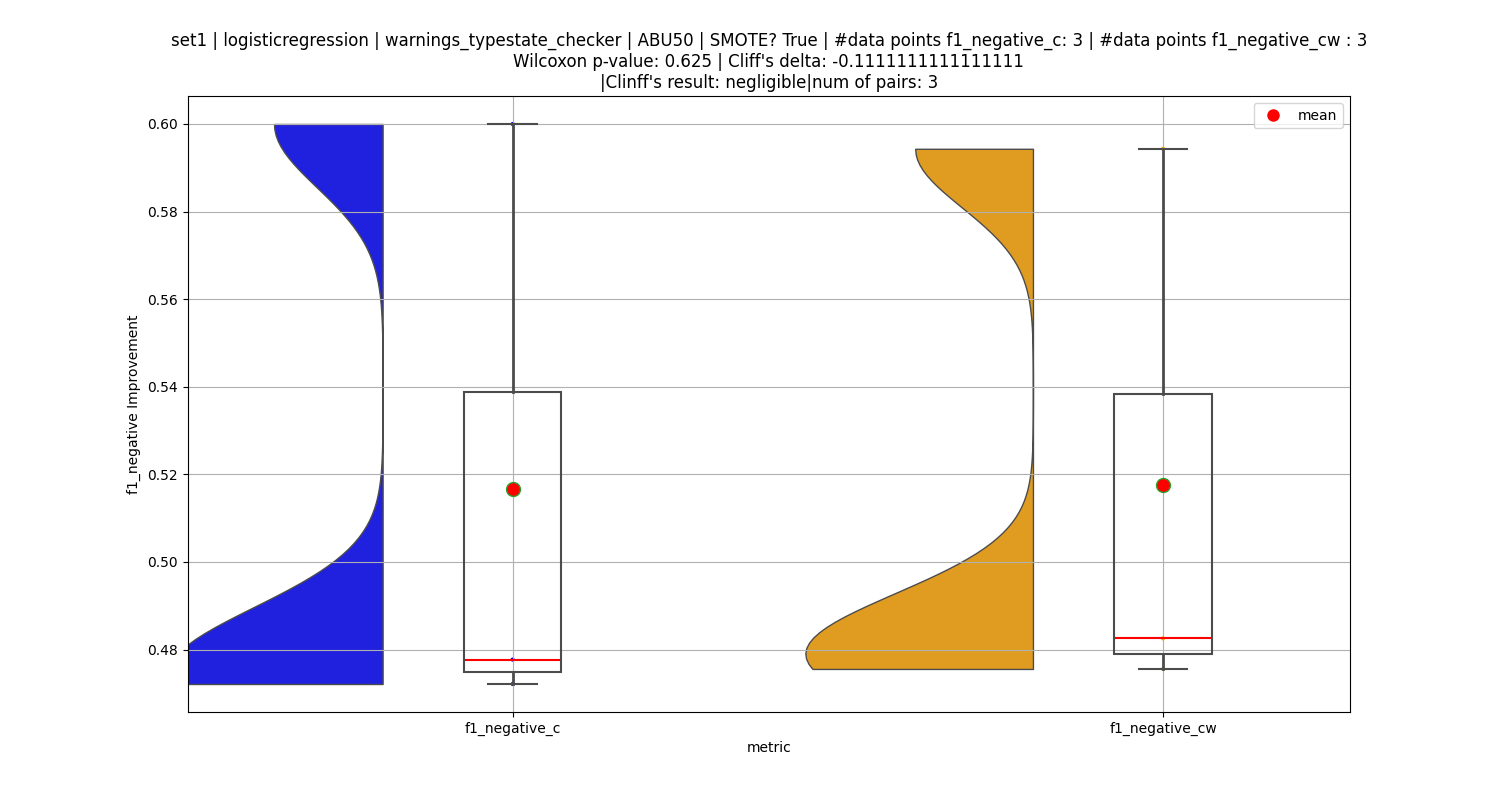 set1 | logisticregression | warnings_typestate_checker | ABU50 | SMOTE? True | #data points f1_negative_c: 3 | #data points f1_negative_cw : 3
Wilcoxon p-value: 0.625 | Cliff's delta: -0.1111111111111111
|Clinff's result: negligible|num of pairs: 3
mean
0.60
0.58
0.56
0.54
0.52
0.50
0.48
f1_negative Improvement
f1_negative_c
f1_negative_cw
metric